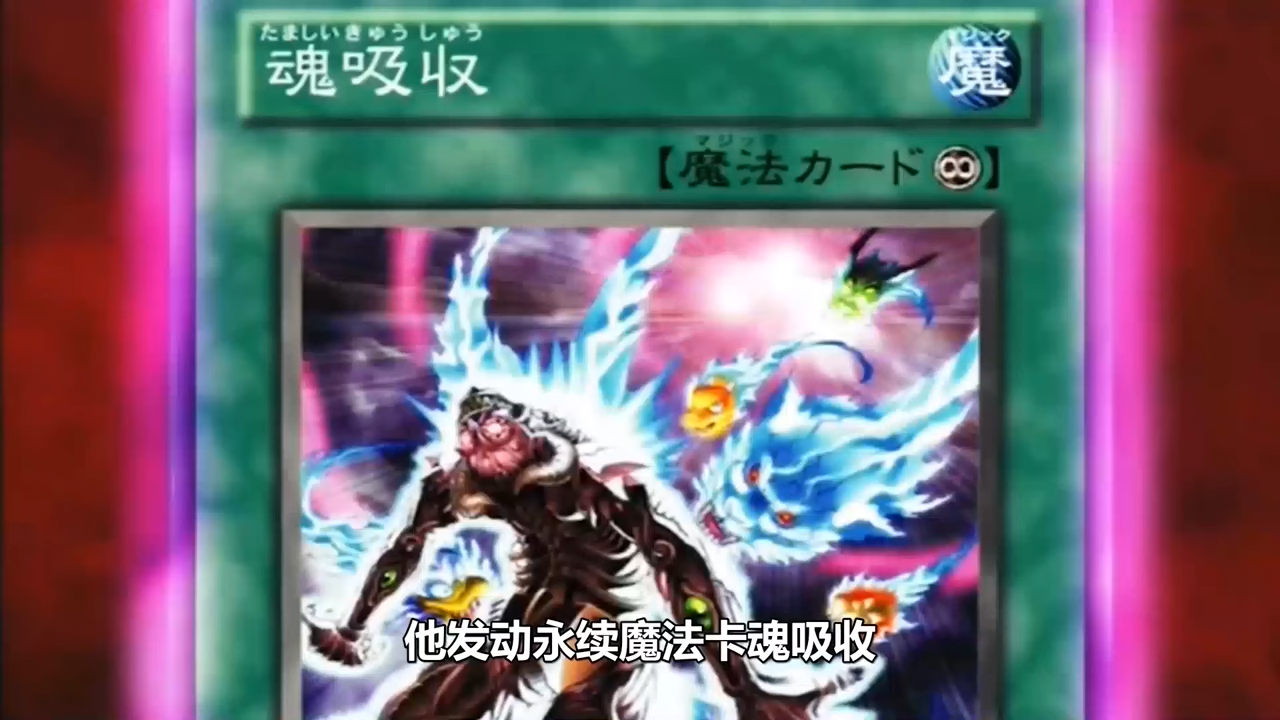 たましいきゅうしゅう
魂吸収
マジック
魔
マジック
【魔法カード∞】
他发动永续魔法卡魂吸收